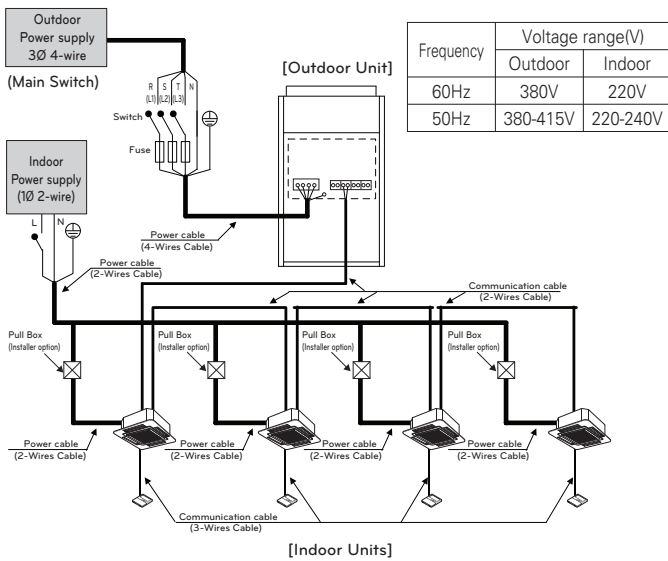 Outdoor
Power supply
3Ø 4-wire
(Main Switch)
R S T N
(L1) (L2) (L3)
Switch
Fuse
[Outdoor Unit]
Frequency Voltage range(V)
Outdoor Indoor
60Hz 380V 220V
50Hz 380-415V 220-240V
Indoor
Power supply
(1Ø 2-wire)
L N
Power cable
(4-Wires Cable)
Power cable
(2-Wires Cable)
Communication cable
(2-Wires Cable)
Pull Box
(Installer option)
Pull Box
(Installer option)
Pull Box
(Installer option)
Pull Box
(Installer option)
Power cable
(2-Wires Cable)
Power cable
(2-Wires Cable)
Power cable
(2-Wires Cable)
Power cable
(2-Wires Cable)
Communication cable
(3-Wires Cable)
[Indoor Units]